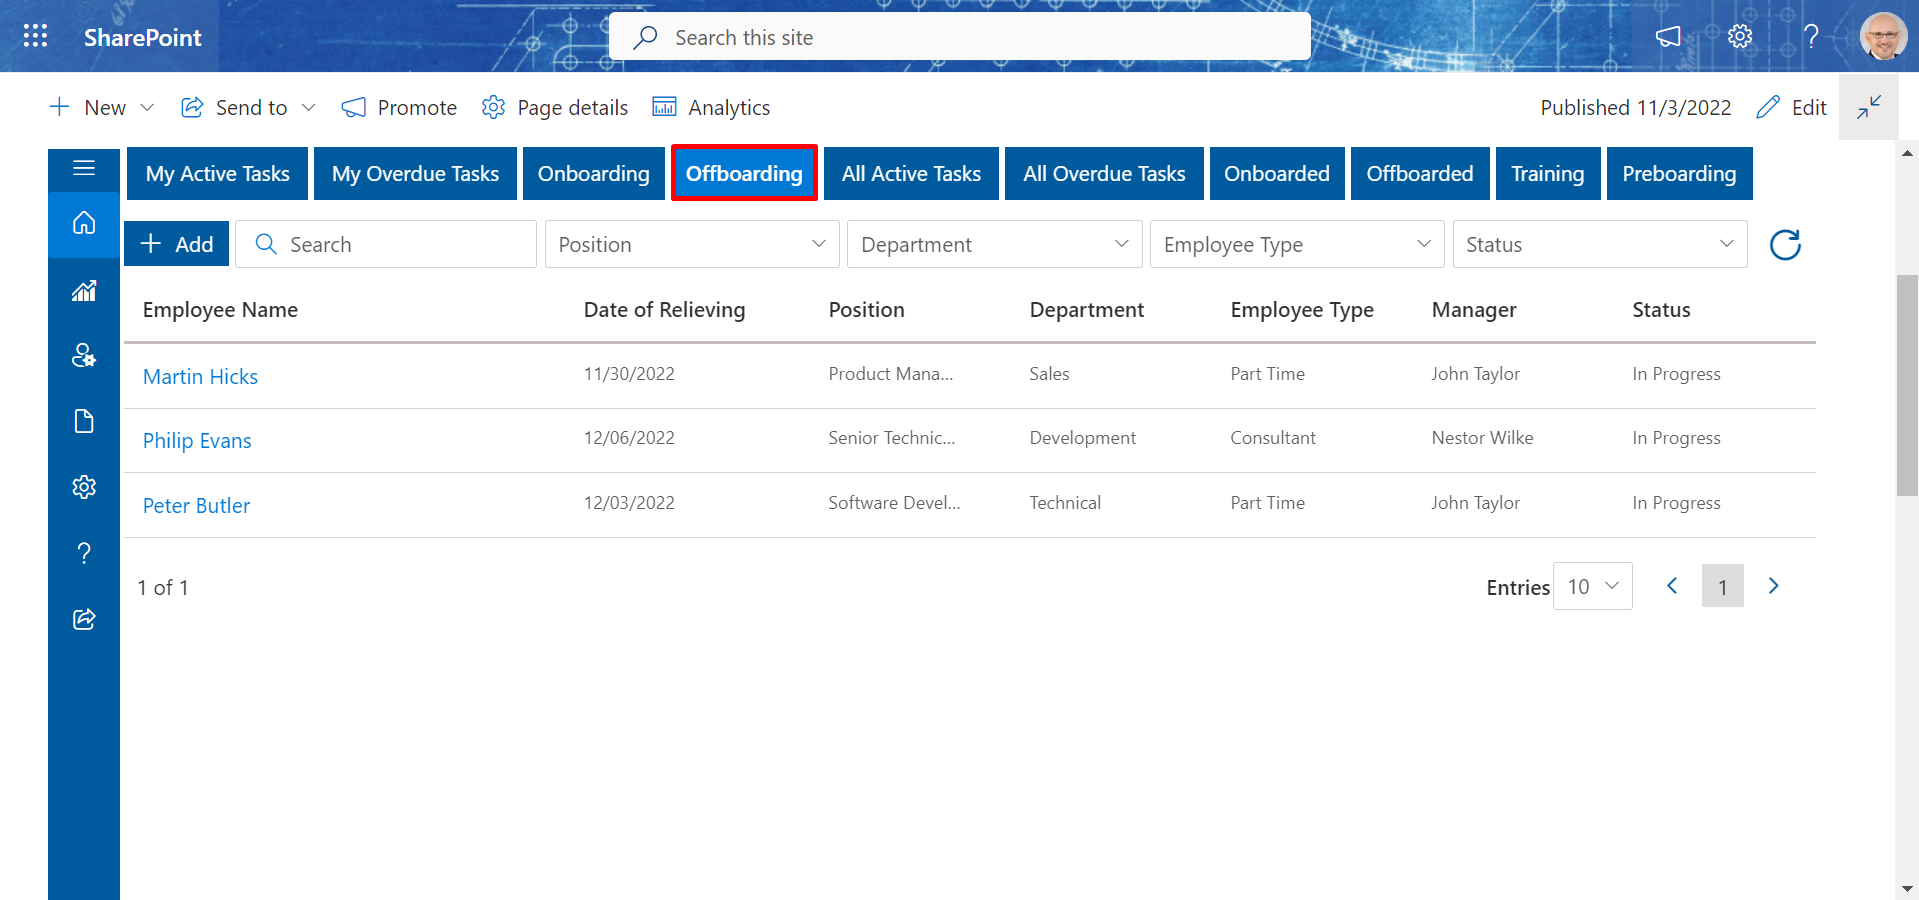 SharePoint
Search this site
New
Send to
Promote
Page details
Analytics
Published 11/3/2022
Edit
My Active Tasks
My Overdue Tasks
Onboarding
Offboarding
All Active Tasks
All Overdue Tasks
Onboarded
Offboarded
Training
Preboarding
Add
Search
Position
Department
Employee Type
Status
Employee Name Date of Relieving Position Department Employee Type Manager Status
Martin Hicks 11/30/2022 Product Mana... Sales Part Time John Taylor In Progress
Philip Evans 12/06/2022 Senior Technic... Development Consultant Nestor Wilke In Progress
Peter Butler 12/03/2022 Software Devel... Technical Part Time John Taylor In Progress
1 of 1
Entries 10
1